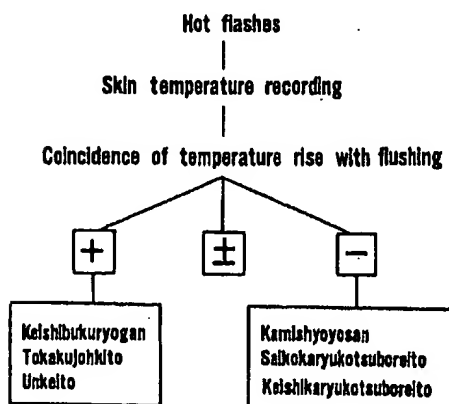 Hot flashes
Skin temperature recording
Coincidence of temperature rise with flushing
+
±
−
Keishibukuryogan
Tokakujohkito
Unkeito
Kamishyoyosan
Saikokaryukotsuboreito
Keishikaryukotsuboreito